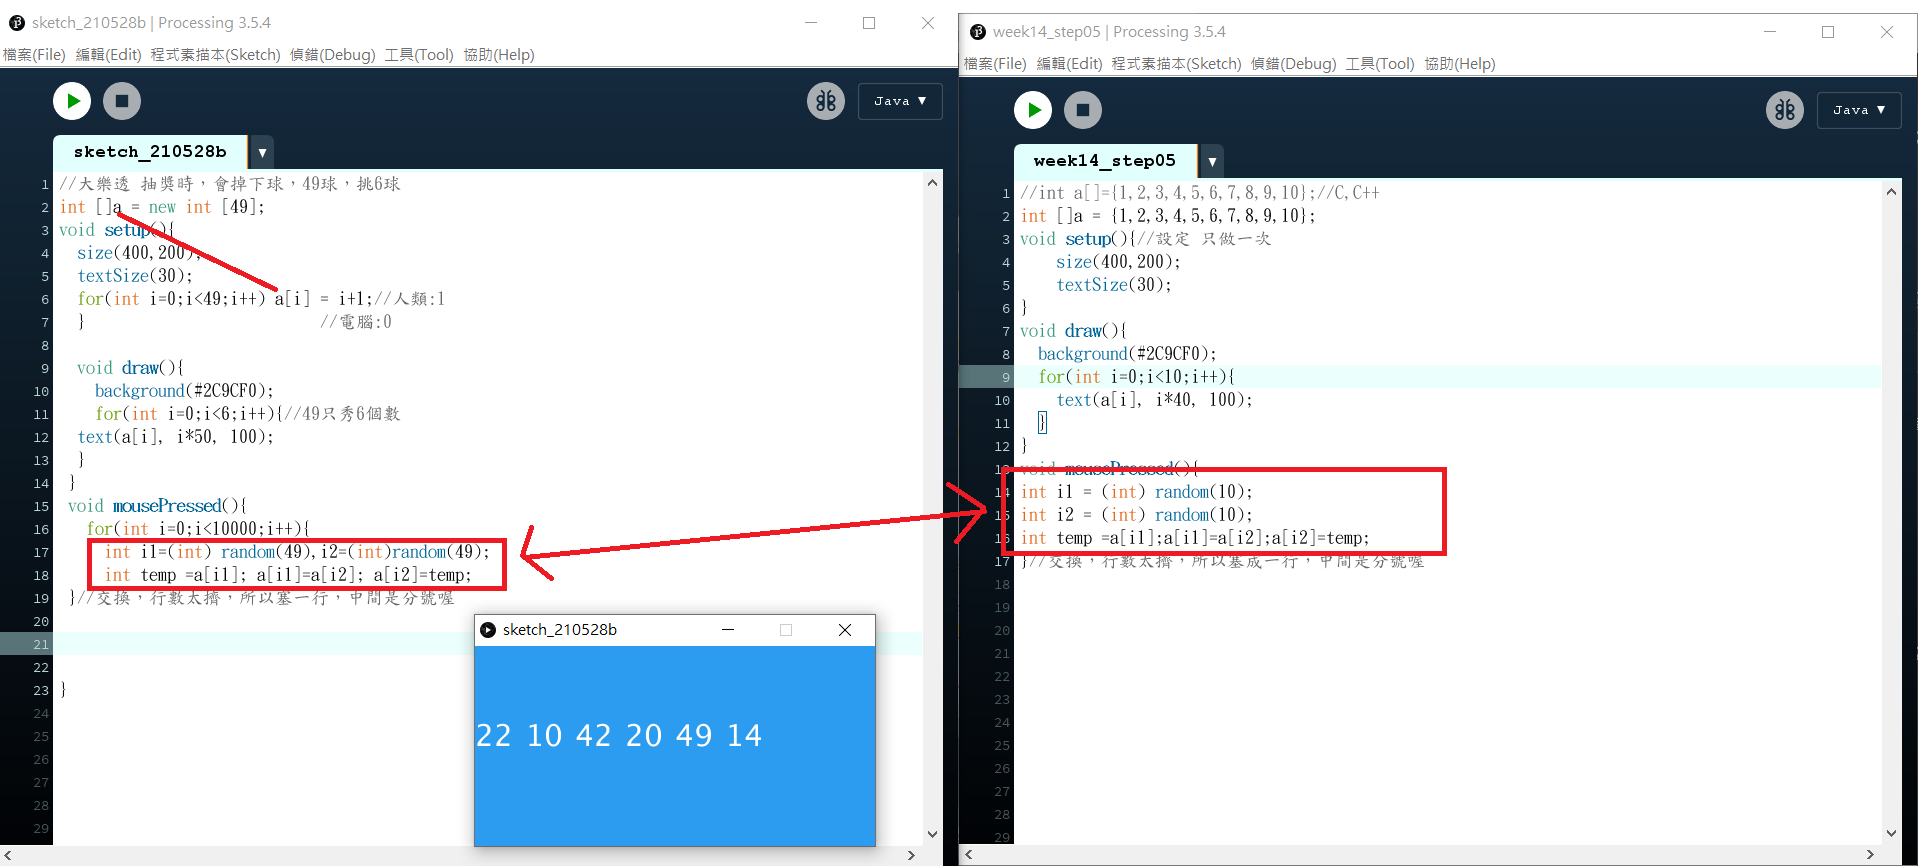 sketch_210528b | Processing 3.5.4
檔案(File) 編輯(Edit) 程式素描本(Sketch) 偵錯(Debug) 工具(Tool) 協助(Help)
Java ▼
sketch_210528b ▼
1 //大樂透 抽獎時，會掉下球，49球，挑6球
2 int []a = new int [49];
3 void setup(){
4 size(400,200);
5 textSize(30);
6 for(int i=0;i<49;i++) a[i] = i+1;//人類:1
7 } //電腦:0
8
9 void draw(){
10 background(#2C9CF0);
11 for(int i=0;i<6;i++){//49只秀6個數
12 text(a[i], i*50, 100);
13 }
14 }
15 void mousePressed(){
16 for(int i=0;i<10000;i++){
17 int i1=(int) random(49),i2=(int)random(49);
18 int temp =a[i1]; a[i1]=a[i2]; a[i2]=temp;
19 }//交換，行數太擠，所以塞一行，中間是分號喔
20
21
22
23 }
24
25
26
27
28
29
sketch_210528b
22 10 42 20 49 14
week14_step05 | Processing 3.5.4
檔案(File) 編輯(Edit) 程式素描本(Sketch) 偵錯(Debug) 工具(Tool) 協助(Help)
Java ▼
week14_step05 ▼
1 //int a[]={1,2,3,4,5,6,7,8,9,10};//C,C++
2 int []a = {1,2,3,4,5,6,7,8,9,10};
3 void setup(){//設定 只做一次
4 size(400,200);
5 textSize(30);
6 }
7 void draw(){
8 background(#2C9CF0);
9 for(int i=0;i<10;i++){
10 text(a[i], i*40, 100);
11 }
12 }
13 void mousePressed(){
14 int i1 = (int) random(10);
15 int i2 = (int) random(10);
16 int temp =a[i1];a[i1]=a[i2];a[i2]=temp;
17 }//交換，行數太擠，所以塞成一行，中間是分號喔
18
19
20
21
22
23
24
25
26
27
28
29